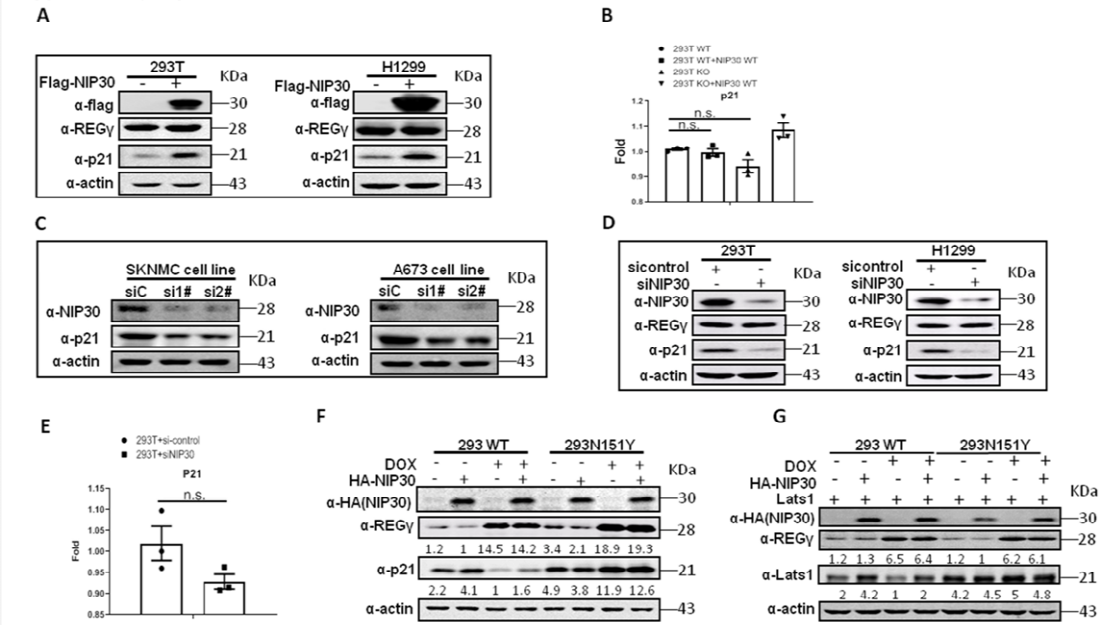 A
293T
Flag-NIP30 - +
KDa
α-flag 30
α-REGγ 28
α-p21 21
α-actin 43
H1299
Flag-NIP30 - +
KDa
α-flag 30
α-REGγ 28
α-p21 21
α-actin 43
B
293T WT
293T WT+NIP30 WT
293T KO
293T KO+NIP30 WT
p21
n.s.
n.s.
Fold
1.2
1.1
1.0
0.9
0.8
C
SKNMC cell line
siC si1# si2#
KDa
α-NIP30 28
α-p21 21
α-actin 43
A673 cell line
siC si1# si2#
KDa
α-NIP30 28
α-p21 21
α-actin 43
D
293T
sicontrol + -
siNIP30 - +
KDa
α-NIP30 30
α-REGγ 28
α-p21 21
α-actin 43
H1299
sicontrol + -
siNIP30 - +
KDa
α-NIP30 30
α-REGγ 28
α-p21 21
α-actin 43
E
293T+si-control
293T+siNIP30
P21
n.s.
Fold
1.15
1.10
1.05
1.00
0.95
0.90
0.85
F
293 WT 293N151Y
DOX - - + + - - + +
HA-NIP30 - + - + - + - +
KDa
α-HA(NIP30) 30
α-REGγ 28
1.2 1 14.5 14.2 3.4 2.1 18.9 19.3
α-p21 21
2.2 4.1 1 1.6 4.9 3.8 11.9 12.6
α-actin 43
G
293 WT 293N151Y
DOX - - + + - - + +
HA-NIP30 - + - + - + - +
Lats1 + + + + + + + +
KDa
α-HA(NIP30) 30
α-REGγ 28
1.2 1.3 6.5 6.4 1.2 1 6.2 6.1
α-Lats1 21
2 4.2 1 2 4.2 4.5 5 4.8
α-actin 43